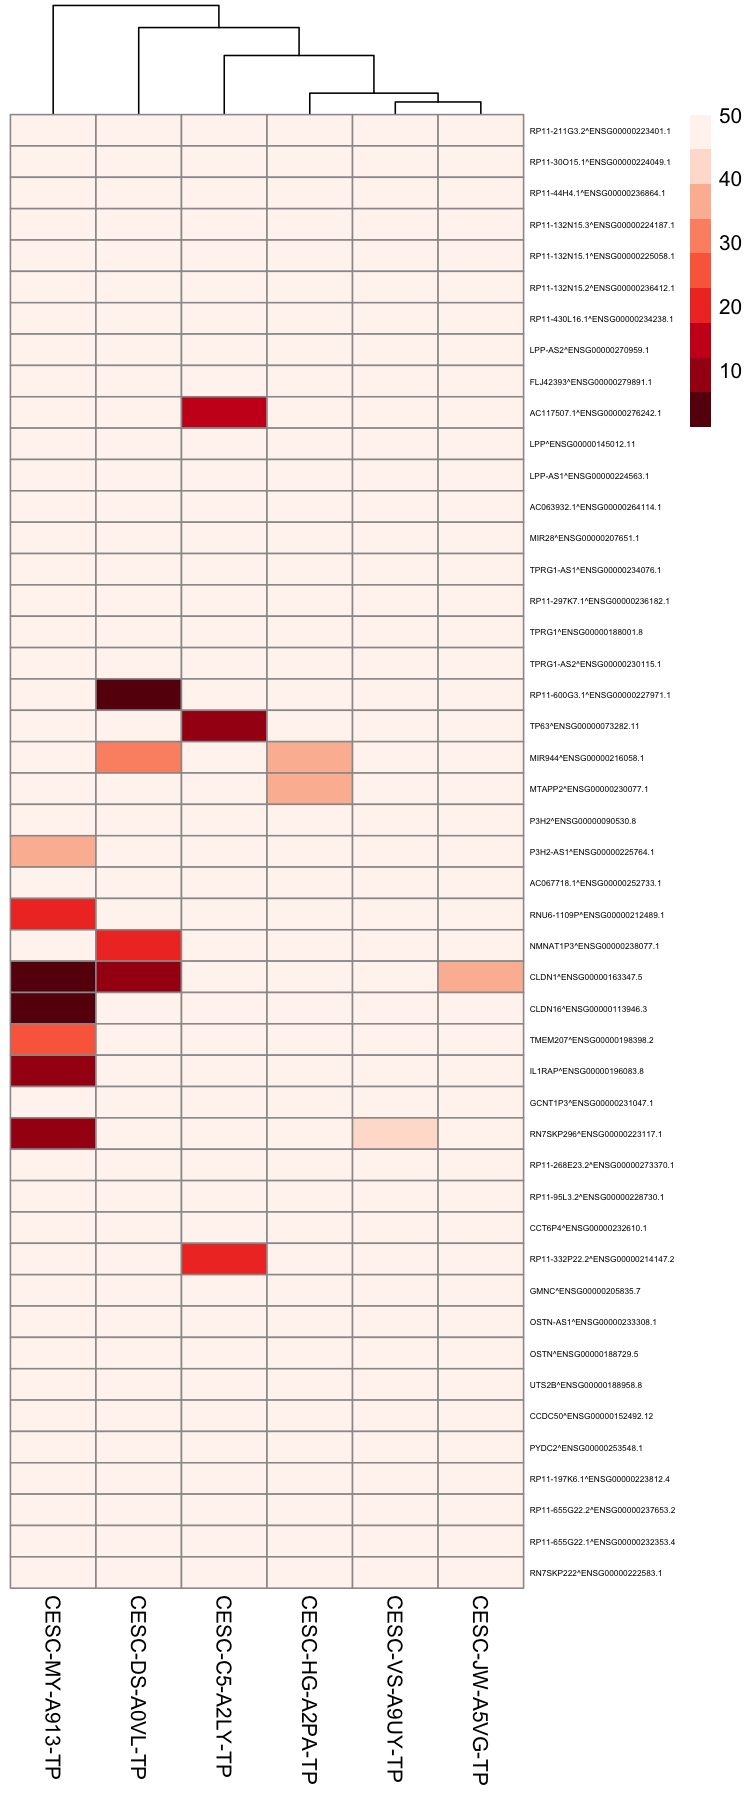 50
40
30
20
10
RP11-211G3.2^ENSG00000223401.1
RP11-30O15.1^ENSG00000224049.1
RP11-44H4.1^ENSG00000236864.1
RP11-132N15.3^ENSG00000224187.1
RP11-132N15.1^ENSG00000225058.1
RP11-132N15.2^ENSG00000236412.1
RP11-430L16.1^ENSG00000234238.1
LPP-AS2^ENSG00000270959.1
FLJ42393^ENSG00000279891.1
AC117507.1^ENSG00000276242.1
LPP^ENSG00000145012.11
LPP-AS1^ENSG00000224563.1
AC063932.1^ENSG00000264114.1
MIR28^ENSG00000207651.1
TPRG1-AS1^ENSG00000234076.1
RP11-297K7.1^ENSG00000236182.1
TPRG1^ENSG00000188001.8
TPRG1-AS2^ENSG00000230115.1
RP11-600G3.1^ENSG00000227971.1
TP63^ENSG00000073282.11
MIR944^ENSG00000216058.1
MTAPP2^ENSG00000230077.1
P3H2^ENSG00000090530.8
P3H2-AS1^ENSG00000225764.1
AC067718.1^ENSG00000252733.1
RNU6-1109P^ENSG00000212489.1
NMNAT1P3^ENSG00000238077.1
CLDN1^ENSG00000163347.5
CLDN16^ENSG00000113946.3
TMEM207^ENSG00000198398.2
IL1RAP^ENSG00000196083.8
GCNT1P3^ENSG00000231047.1
RN7SKP296^ENSG00000223117.1
RP11-268E23.2^ENSG00000273370.1
RP11-95L3.2^ENSG00000228730.1
CCT6P4^ENSG00000232610.1
RP11-332P22.2^ENSG00000214147.2
GMNC^ENSG00000205835.7
OSTN-AS1^ENSG00000233308.1
OSTN^ENSG00000188729.5
UTS2B^ENSG00000188958.8
CCDC50^ENSG00000152492.12
PYDC2^ENSG00000253548.1
RP11-197K6.1^ENSG00000223812.4
RP11-655G22.2^ENSG00000237653.2
RP11-655G22.1^ENSG00000232353.4
RN7SKP222^ENSG00000222583.1
CESC-MY-A913-TP
CESC-DS-A0VL-TP
CESC-C5-A2LY-TP
CESC-HG-A2PA-TP
CESC-VS-A9UY-TP
CESC-JW-A5VG-TP